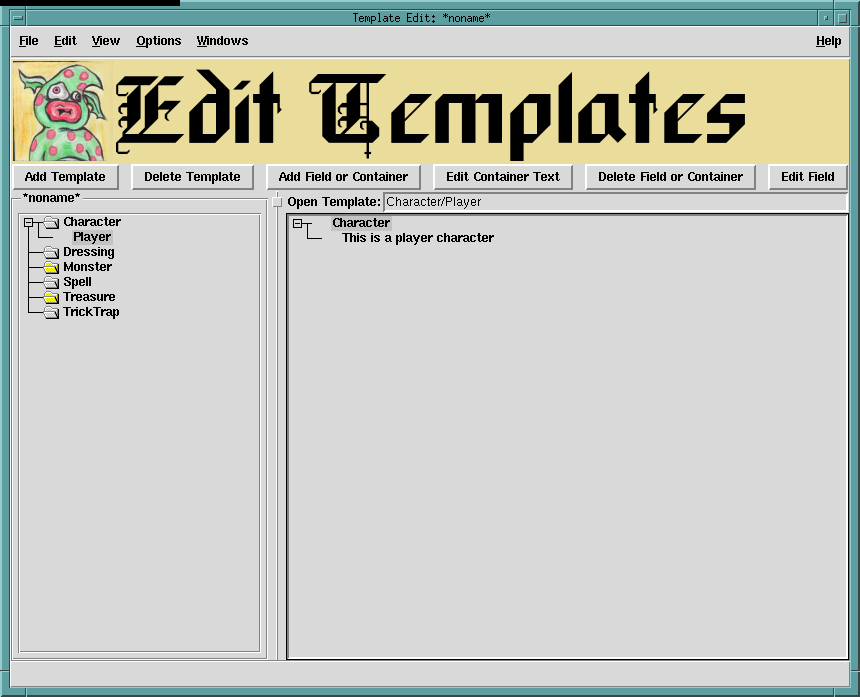 Template Edit: *noname*
File Edit View Options Windows Help
Edit Templates
Add Template Delete Template Add Field or Container Edit Container Text Delete Field or Container Edit Field
*noname*
Open Template: Character/Player
Character
Player
Dressing
Monster
Spell
Treasure
TrickTrap
Character
This is a player character